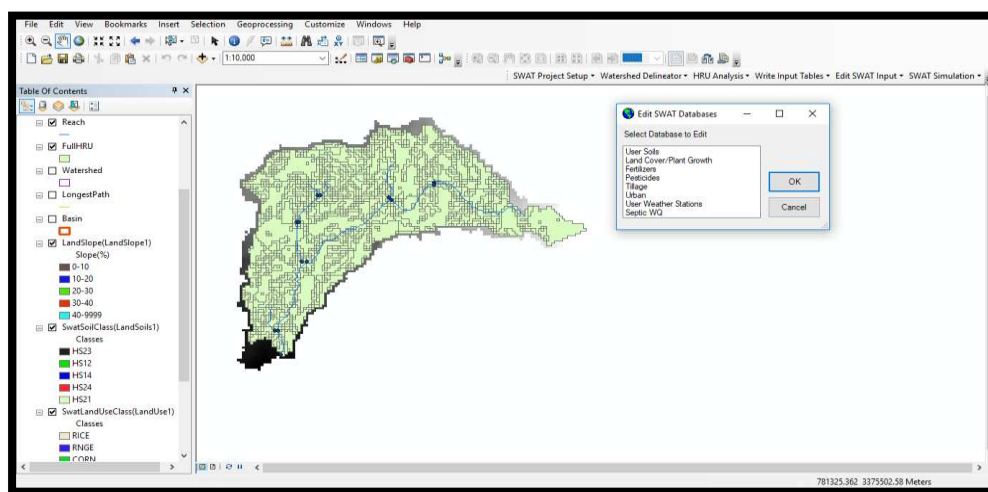 File Edit View Bookmarks Insert Selection Geoprocessing Customize Windows Help
1:10,000
SWAT Project Setup Watershed Delineator HRU Analysis Write Input Tables Edit SWAT Input SWAT Simulation
Table Of Contents
Reach
FullHRU
Watershed
LongestPath
Basin
LandSlope(LandSlope1)
Slope(%)
0-10
10-20
20-30
30-40
40-9999
SwatSoilClass(LandSoils1)
Classes
HS23
HS12
HS14
HS24
HS21
SwatLandUseClass(LandUse1)
Classes
RICE
RNGE
CORN
Edit SWAT Databases
Select Database to Edit
User Soils
Land Cover/Plant Growth
Fertilizers
Pesticides
Tillage
Urban
User Weather Stations
Septic WQ
OK
Cancel
781325.362 3375502.58 Meters